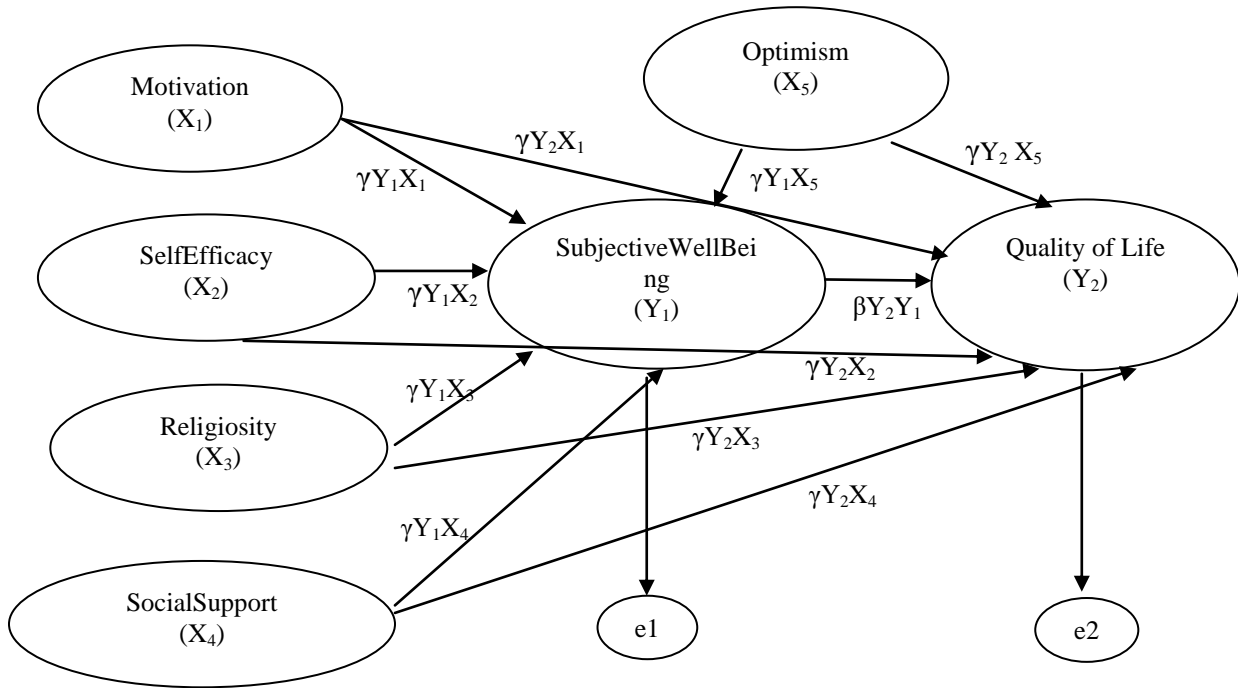 Optimism
(X₅)
Motivation
(X₁)
γY₂X₁
γY₂ X₅
γY₁X₁
γY₁X₅
SelfEfficacy
(X₂)
γY₁X₂
SubjectiveWellBei
ng
(Y₁)
βY₂Y₁
Quality of Life
(Y₂)
γY₂X₂
γY₁X₃
Religiosity
(X₃)
γY₂X₃
γY₂X₄
γY₁X₄
SocialSupport
(X₄)
e1
e2